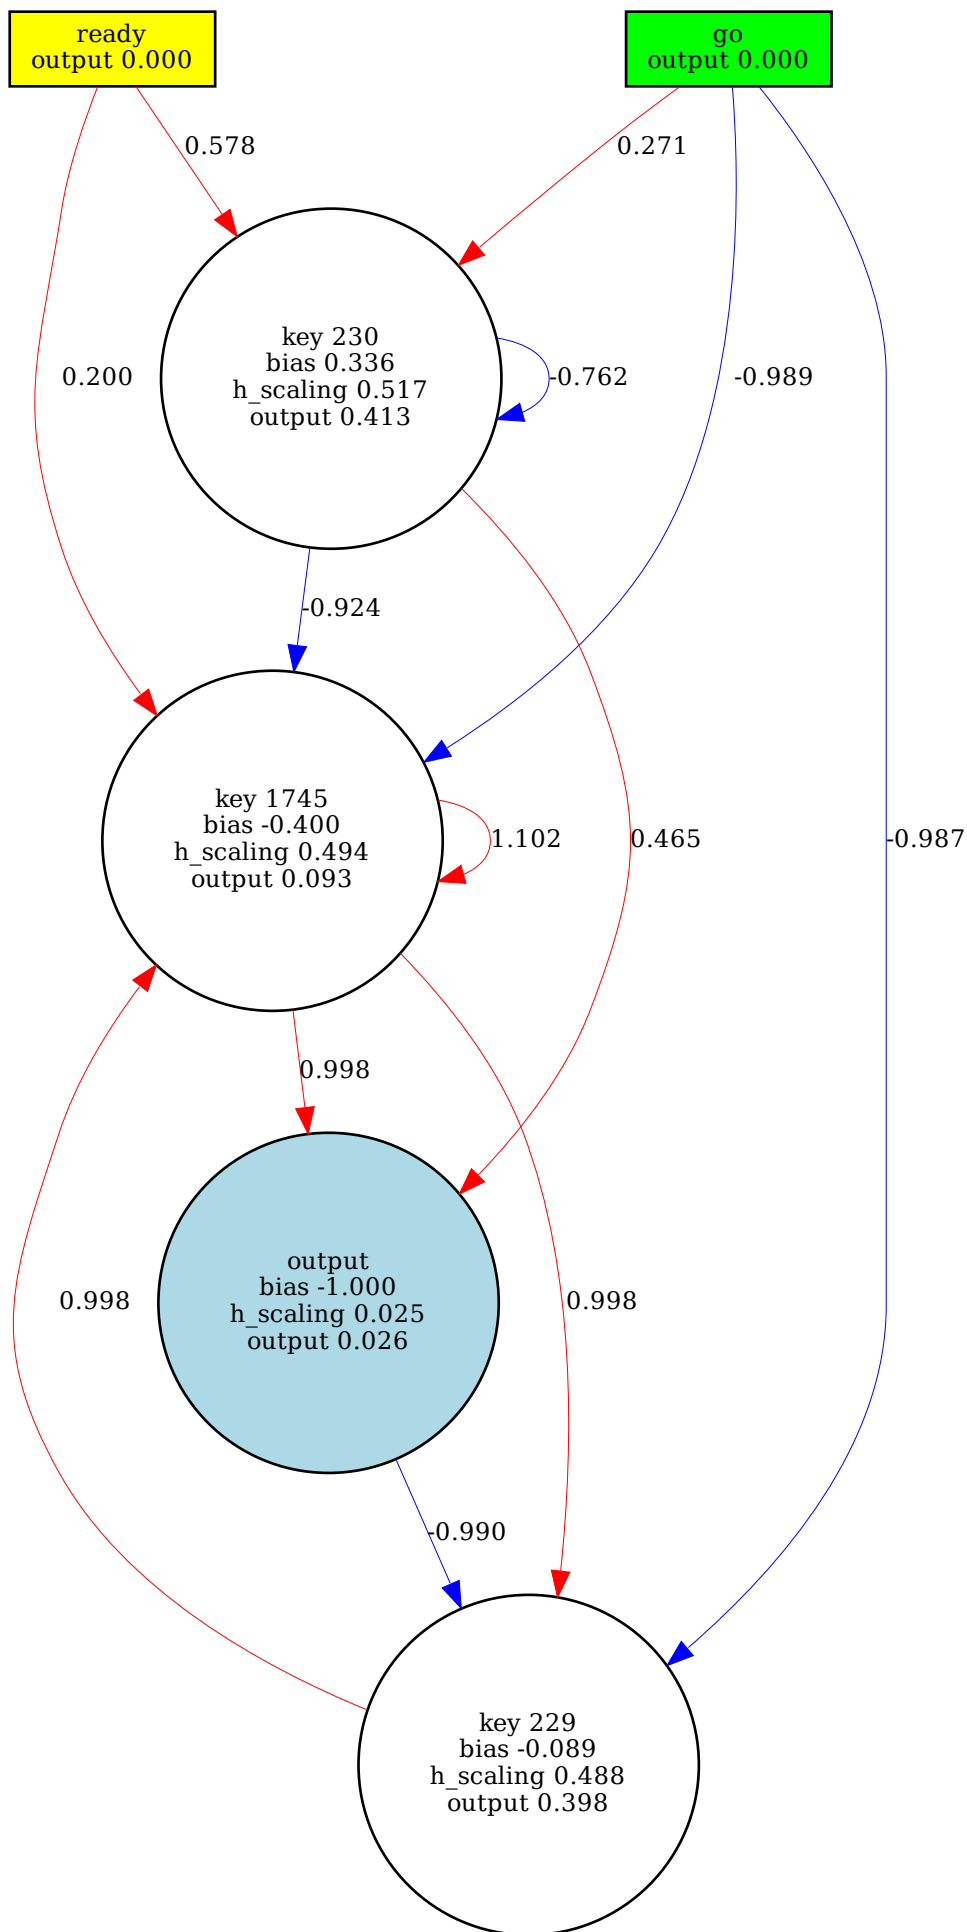 ready
output 0.000
go
output 0.000
0.578
0.271
key 230
bias 0.336
h_scaling 0.517
output 0.413
0.200
-0.762
-0.989
-0.924
key 1745
bias -0.400
h_scaling 0.494
output 0.093
1.102
0.465
-0.987
0.998
output
bias -1.000
h_scaling 0.025
output 0.026
0.998
0.998
-0.990
key 229
bias -0.089
h_scaling 0.488
output 0.398